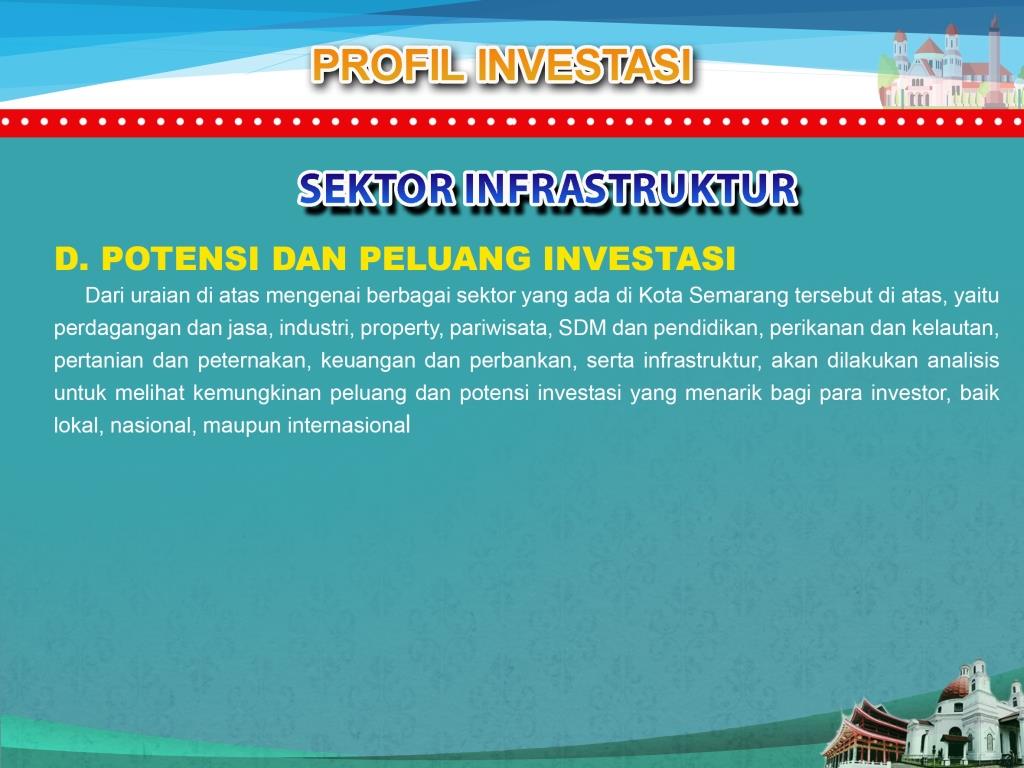 PROFIL INVESTASI
SEKTOR INFRASTRUKTUR
D. POTENSI DAN PELUANG INVESTASI
Dari uraian di atas mengenai berbagai sektor yang ada di Kota Semarang tersebut di atas, yaitu
perdagangan dan jasa, industri, property, pariwisata, SDM dan pendidikan, perikanan dan kelautan,
pertanian dan peternakan, keuangan dan perbankan, serta infrastruktur, akan dilakukan analisis
untuk melihat kemungkinan peluang dan potensi investasi yang menarik bagi para investor, baik
lokal, nasional, maupun internasional